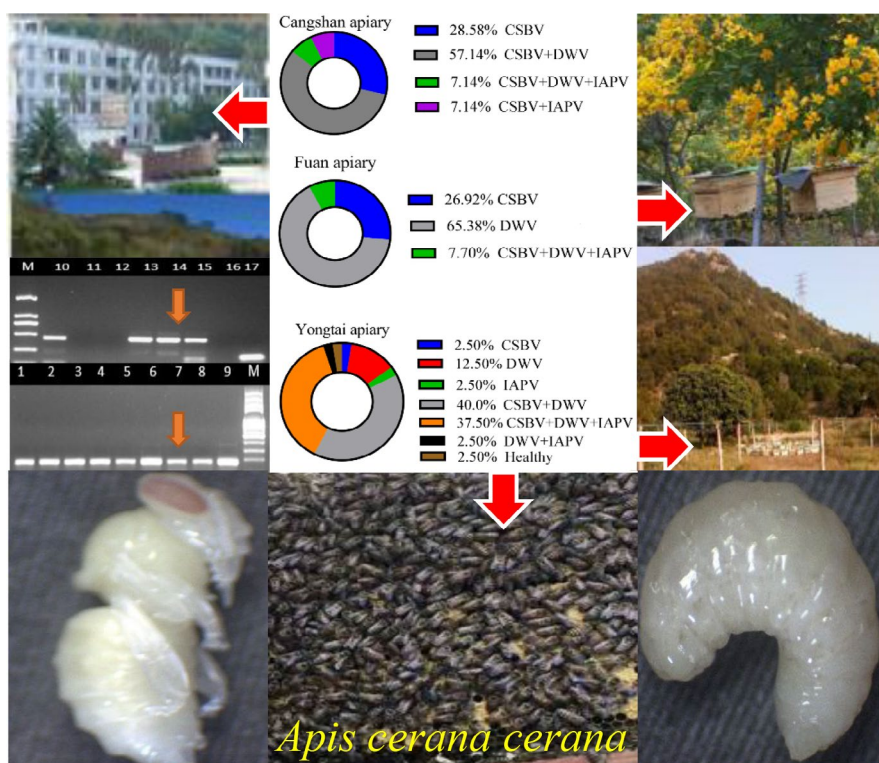 Cangshan apiary
28.58% CSBV
57.14% CSBV+DWV
7.14% CSBV+DWV+IAPV
7.14% CSBV+IAPV
Fuan apiary
26.92% CSBV
65.38% DWV
7.70% CSBV+DWV+IAPV
M 10 11 12 13 14 15 16 17
1 2 3 4 5 6 7 8 9 M
Yongtai apiary
2.50% CSBV
12.50% DWV
2.50% IAPV
40.0% CSBV+DWV
37.50% CSBV+DWV+IAPV
2.50% DWV+IAPV
2.50% Healthy
Apis cerana cerana